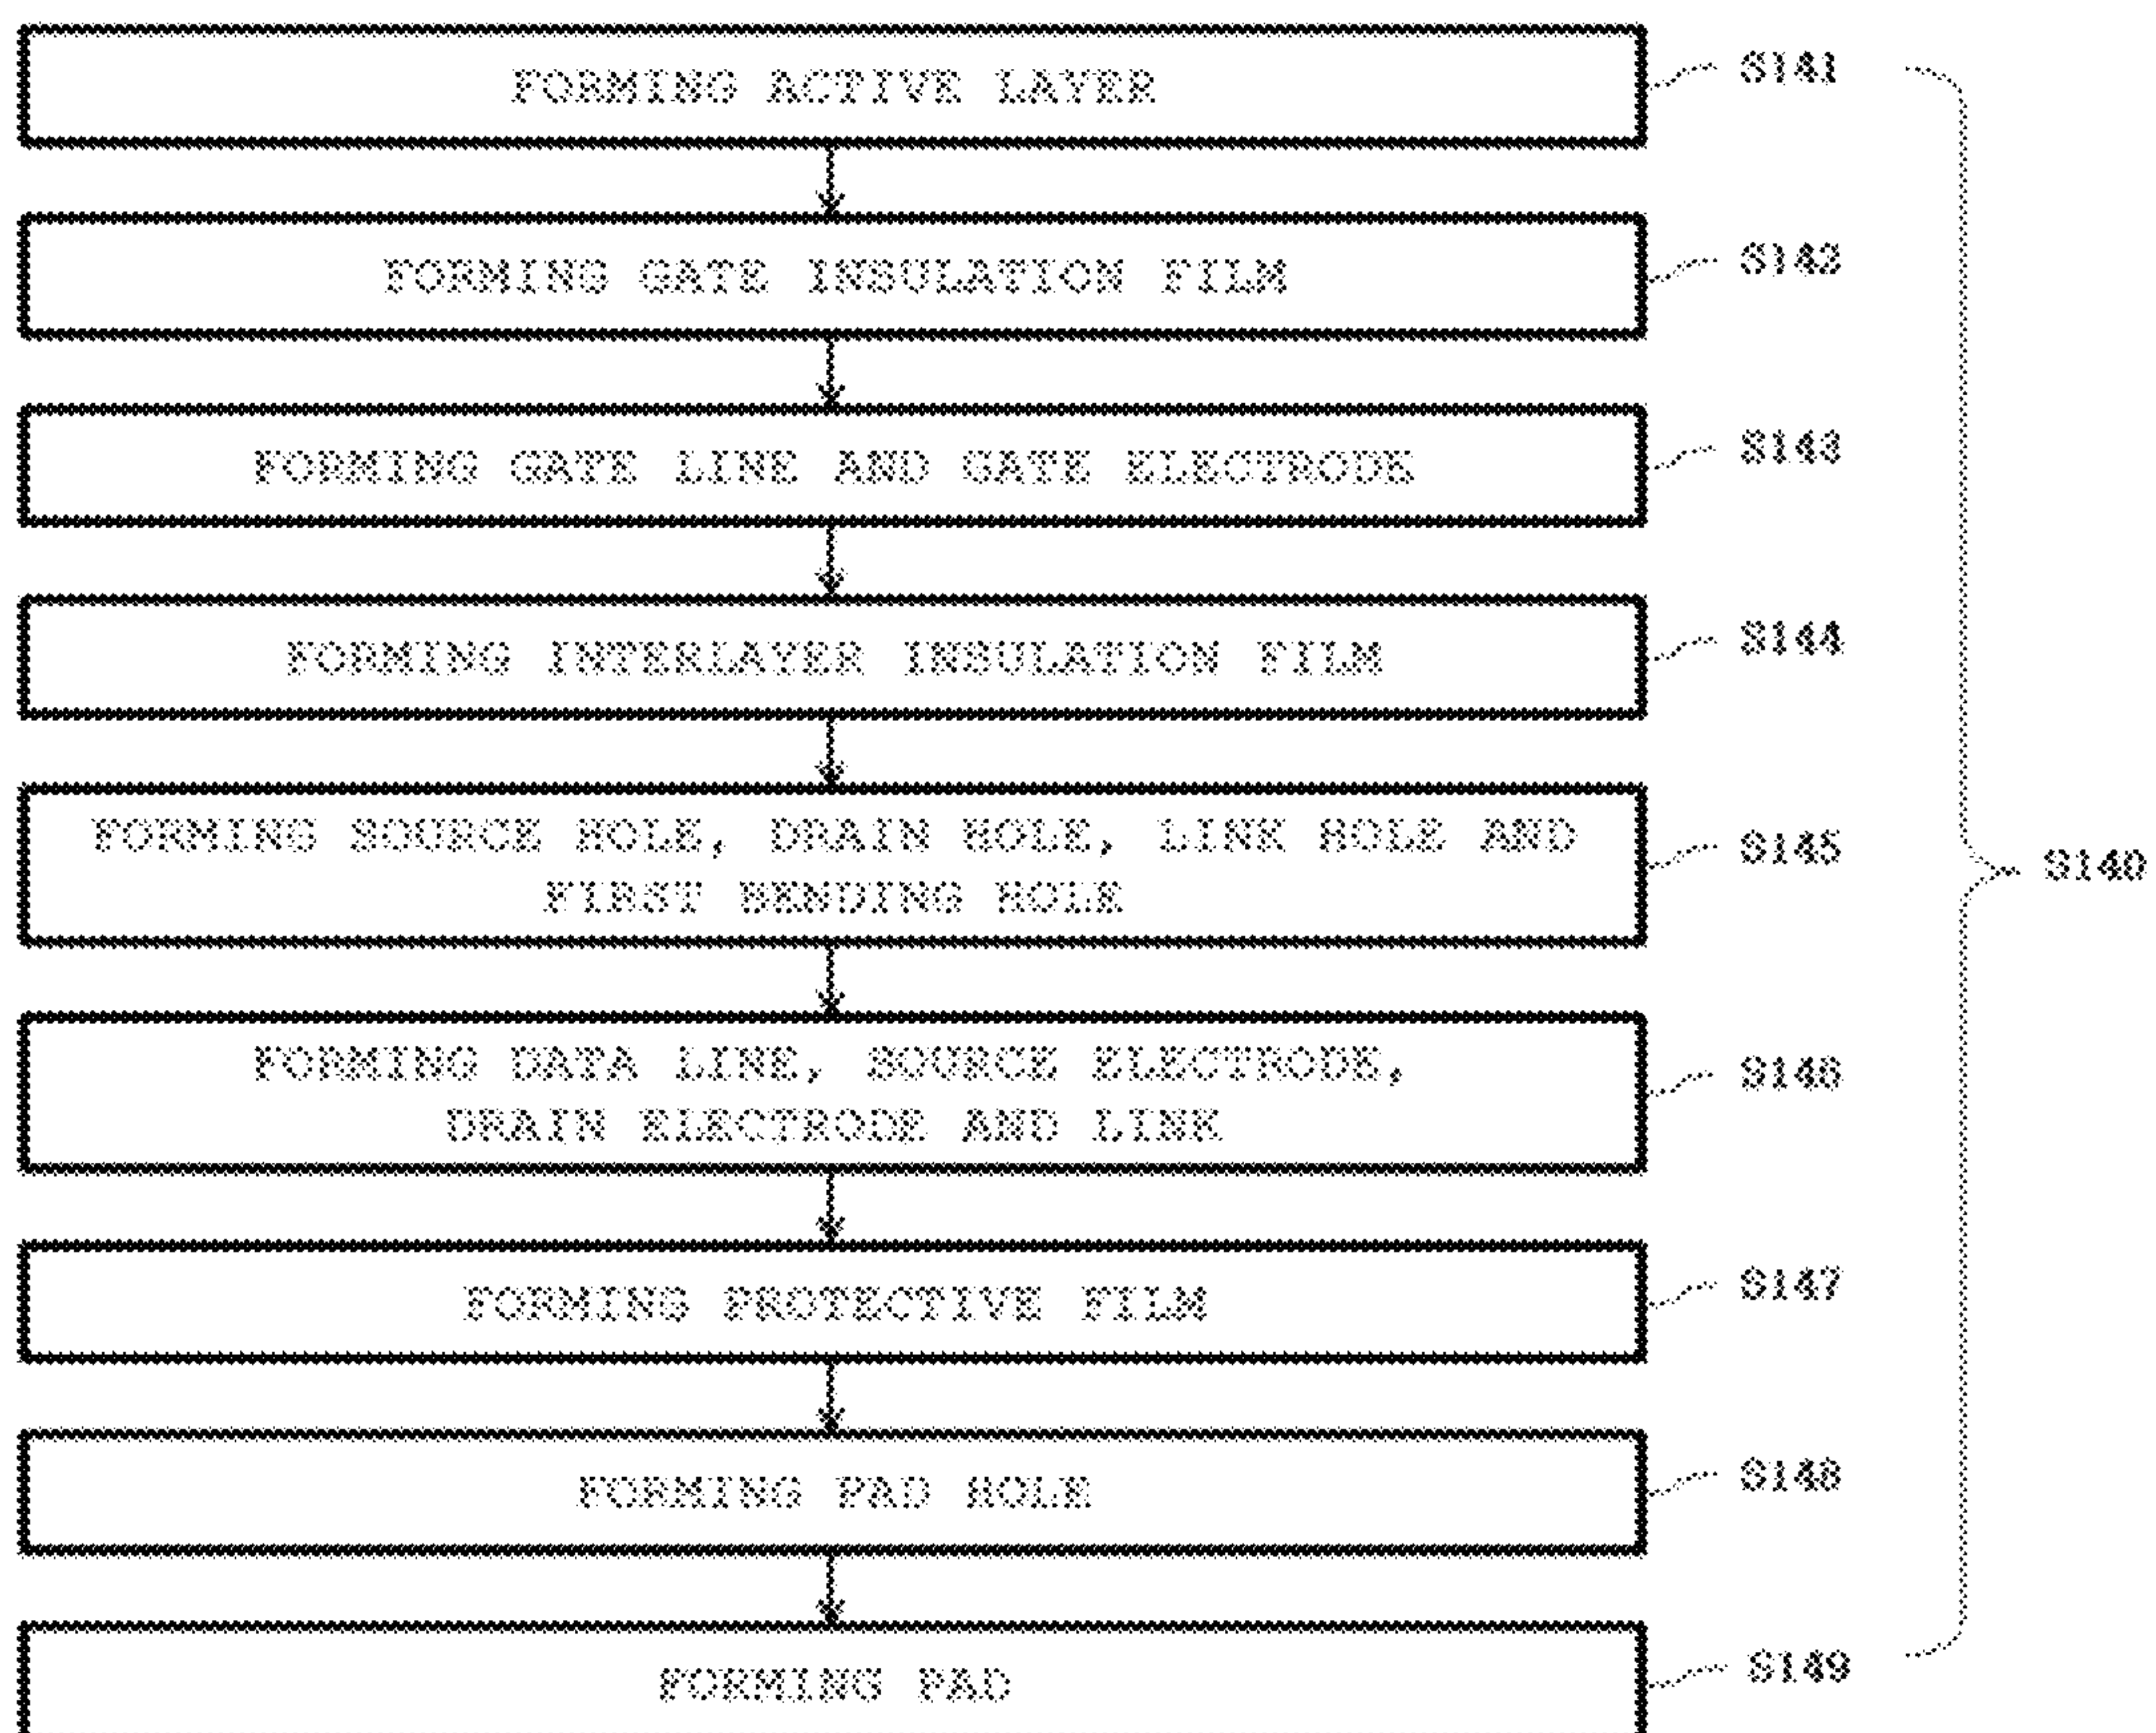 FORMING ACTIVE LAYER
S141
FORMING GATE INSULATION FILM
S142
FORMING GATE LINE AND GATE ELECTRODE
S143
FORMING INTERLAYER INSULATION FILM
S144
FORMING SOURCE HOLE, DRAIN HOLE, LINK HOLE AND
FIRST BENDING HOLE
S145
S140
FORMING DATA LINE, SOURCE ELECTRODE,
DRAIN ELECTRODE AND LINK
S146
FORMING PROTECTIVE FILM
S147
FORMING PAD HOLE
S148
FORMING PAD
S149